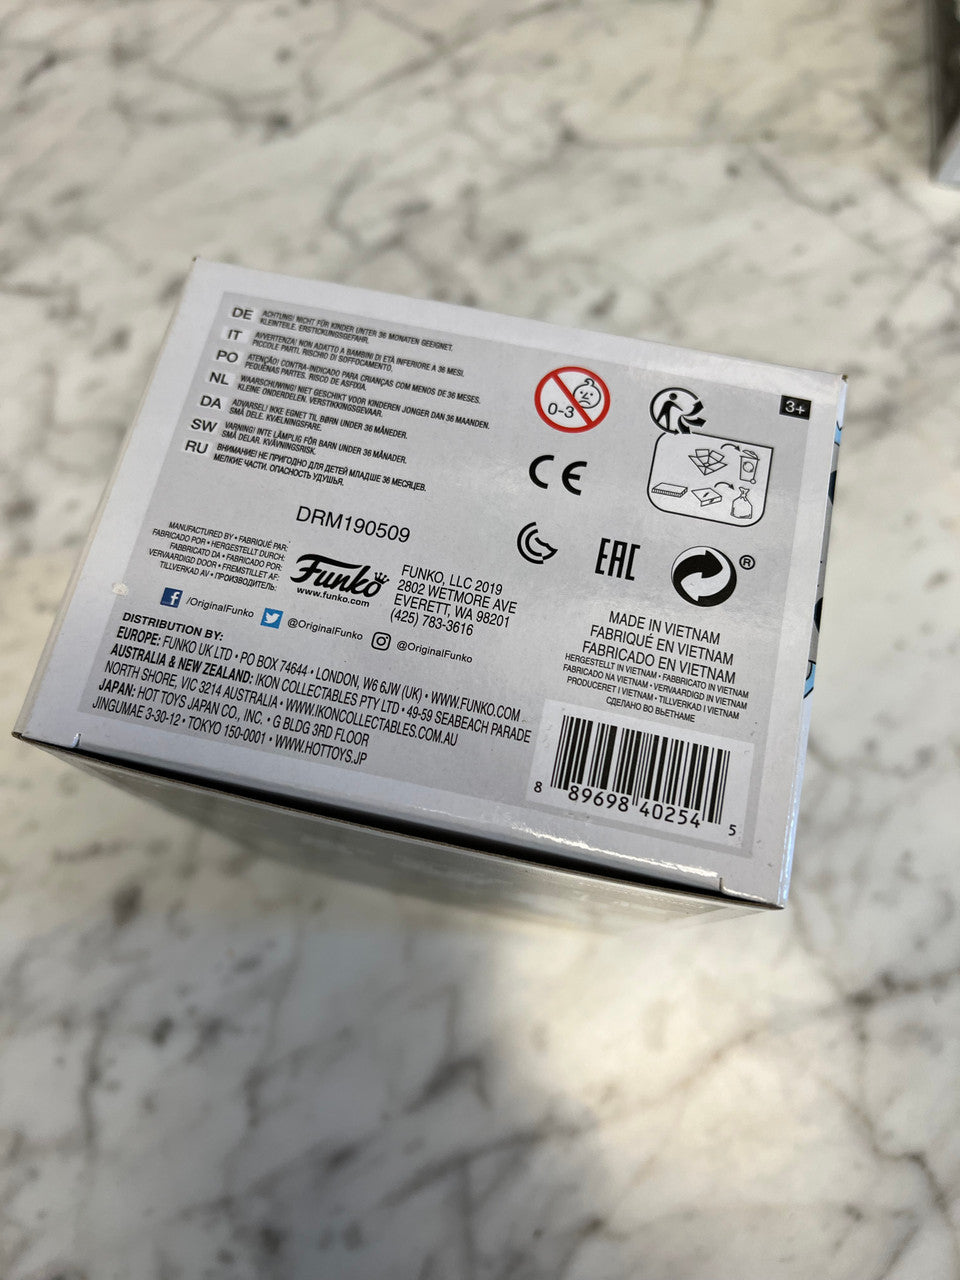 DE ACHTUNG! NICHT FÜR KINDER UNTER 36 MONATEN GEEIGNET.
KLEINTEILE. ERSTICKUNGSGEFAHR.
IT AVVERTENZA! NON ADATTO A BAMBINI DI ETÀ INFERIORE A 36 MESI.
PICCOLE PARTI. RISCHIO DI SOFFOCAMENTO.
PO ATENÇÃO! CONTRA-INDICADO PARA CRIANÇAS COM MENOS DE 36 MESES.
PEQUENAS PARTES. RISCO DE ASFIXIA.
NL WAARSCHUWING! NIET GESCHIKT VOOR KINDEREN JONGER DAN 36 MAANDEN.
KLEINE ONDERDELEN. VERSTIKKINGSGEVAAR.
DA ADVARSEL! IKKE EGNET TIL BØRN UNDER 36 MÅNEDER.
SMÅ DELE. KVÆLNINGSFARE.
SW VARNING! INTE LÄMPLIG FÖR BARN UNDER 36 MÅNADER.
SMÅ DELAR. KVÄVNINGSRISK.
RU ВНИМАНИЕ! НЕ ПРИГОДНО ДЛЯ ДЕТЕЙ МЛАДШЕ 36 МЕСЯЦЕВ.
МЕЛКИЕ ЧАСТИ. ОПАСНОСТЬ УДУШЬЯ.
0-3
3+
CE
DRM190509
EAC
®
MANUFACTURED BY • FABRIQUÉ PAR:
FABRICADO POR • HERGESTELLT DURCH:
FABBRICATO DA • FABRICADO POR:
VERVAARDIGD DOOR • FREMSTILLET AF:
TILLVERKAD AV • ПРОИЗВОДИТЕЛЬ:
Funko
www.funko.com
FUNKO, LLC 2019
2802 WETMORE AVE
EVERETT, WA 98201
(425) 783-3616
/OriginalFunko @OriginalFunko @OriginalFunko
DISTRIBUTION BY:
EUROPE: FUNKO UK LTD • PO BOX 74644 • LONDON, W6 6JW (UK) • WWW.FUNKO.COM
AUSTRALIA & NEW ZEALAND: IKON COLLECTABLES PTY LTD • 49-59 SEABEACH PARADE
NORTH SHORE, VIC 3214 AUSTRALIA • WWW.IKONCOLLECTABLES.COM.AU
JAPAN: HOT TOYS JAPAN CO., INC. • G BLDG 3RD FLOOR
JINGUMAE 3-30-12 • TOKYO 150-0001 • WWW.HOTTOYS.JP
MADE IN VIETNAM
FABRIQUÉ EN VIETNAM
FABRICADO EN VIETNAM
HERGESTELLT IN VIETNAM • FABBRICATO IN VIETNAM
FABRICADO NA VIETNAM • VERVAARDIGD IN VIETNAM
PRODUCERET I VIETNAM • TILLVERKAD I VIETNAM
СДЕЛАНО ВО ВЬЕТНАМЕ
8 89698 40254 5